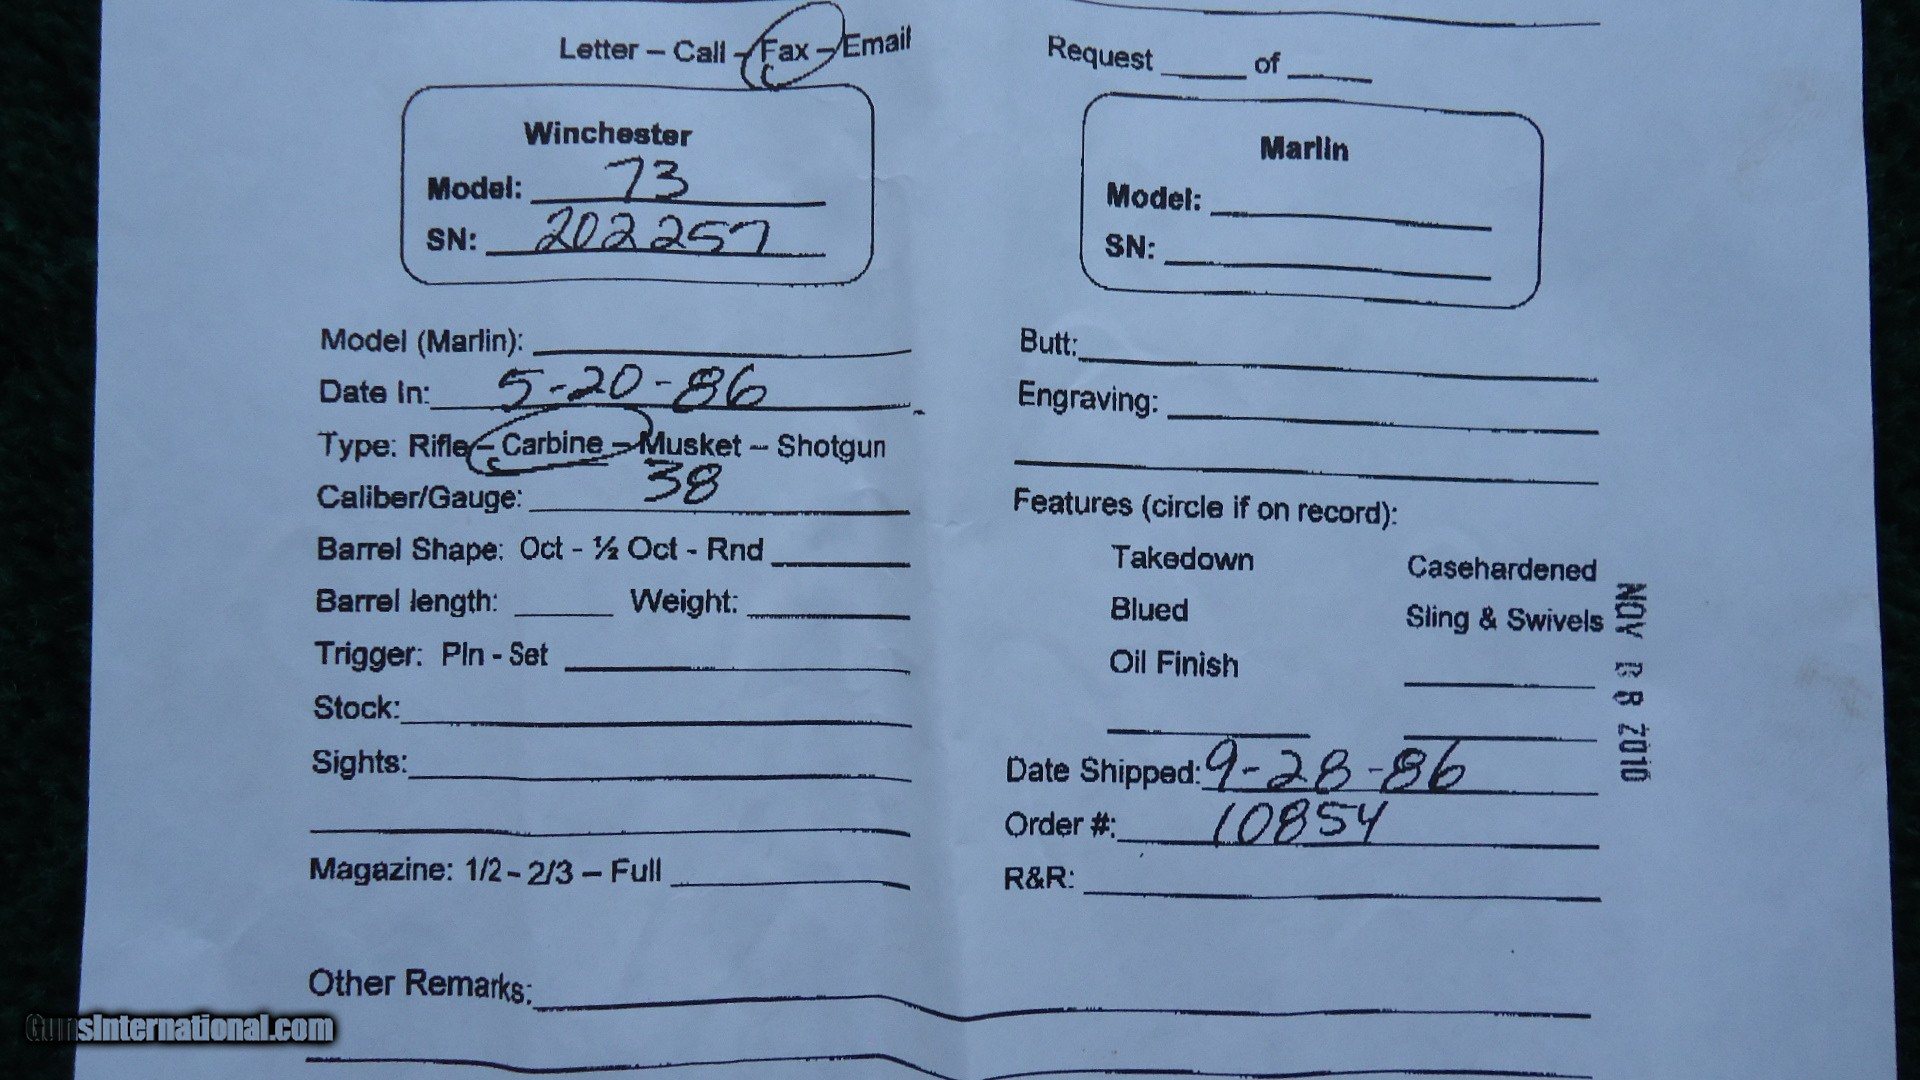 Letter – Call – Fax – Email
Winchester
Model: 73
SN: 202257
Model (Marlin):
Date In: 5-20-86
Type: Rifle – Carbine – Musket – Shotgun
Caliber/Gauge: 38
Barrel Shape: Oct - ½ Oct - Rnd
Barrel length: Weight:
Trigger: Pln - Set
Stock:
Sights:
Magazine: 1/2 - 2/3 – Full
Request of
Marlin
Model:
SN:
Butt:
Engraving:
Features (circle if on record):
Takedown Casehardened
Blued Sling & Swivels
Oil Finish
Date Shipped: 9-28-86
Order #: 10854
R&R:
NOV 2010
Other Remarks:
GunsInternational.com